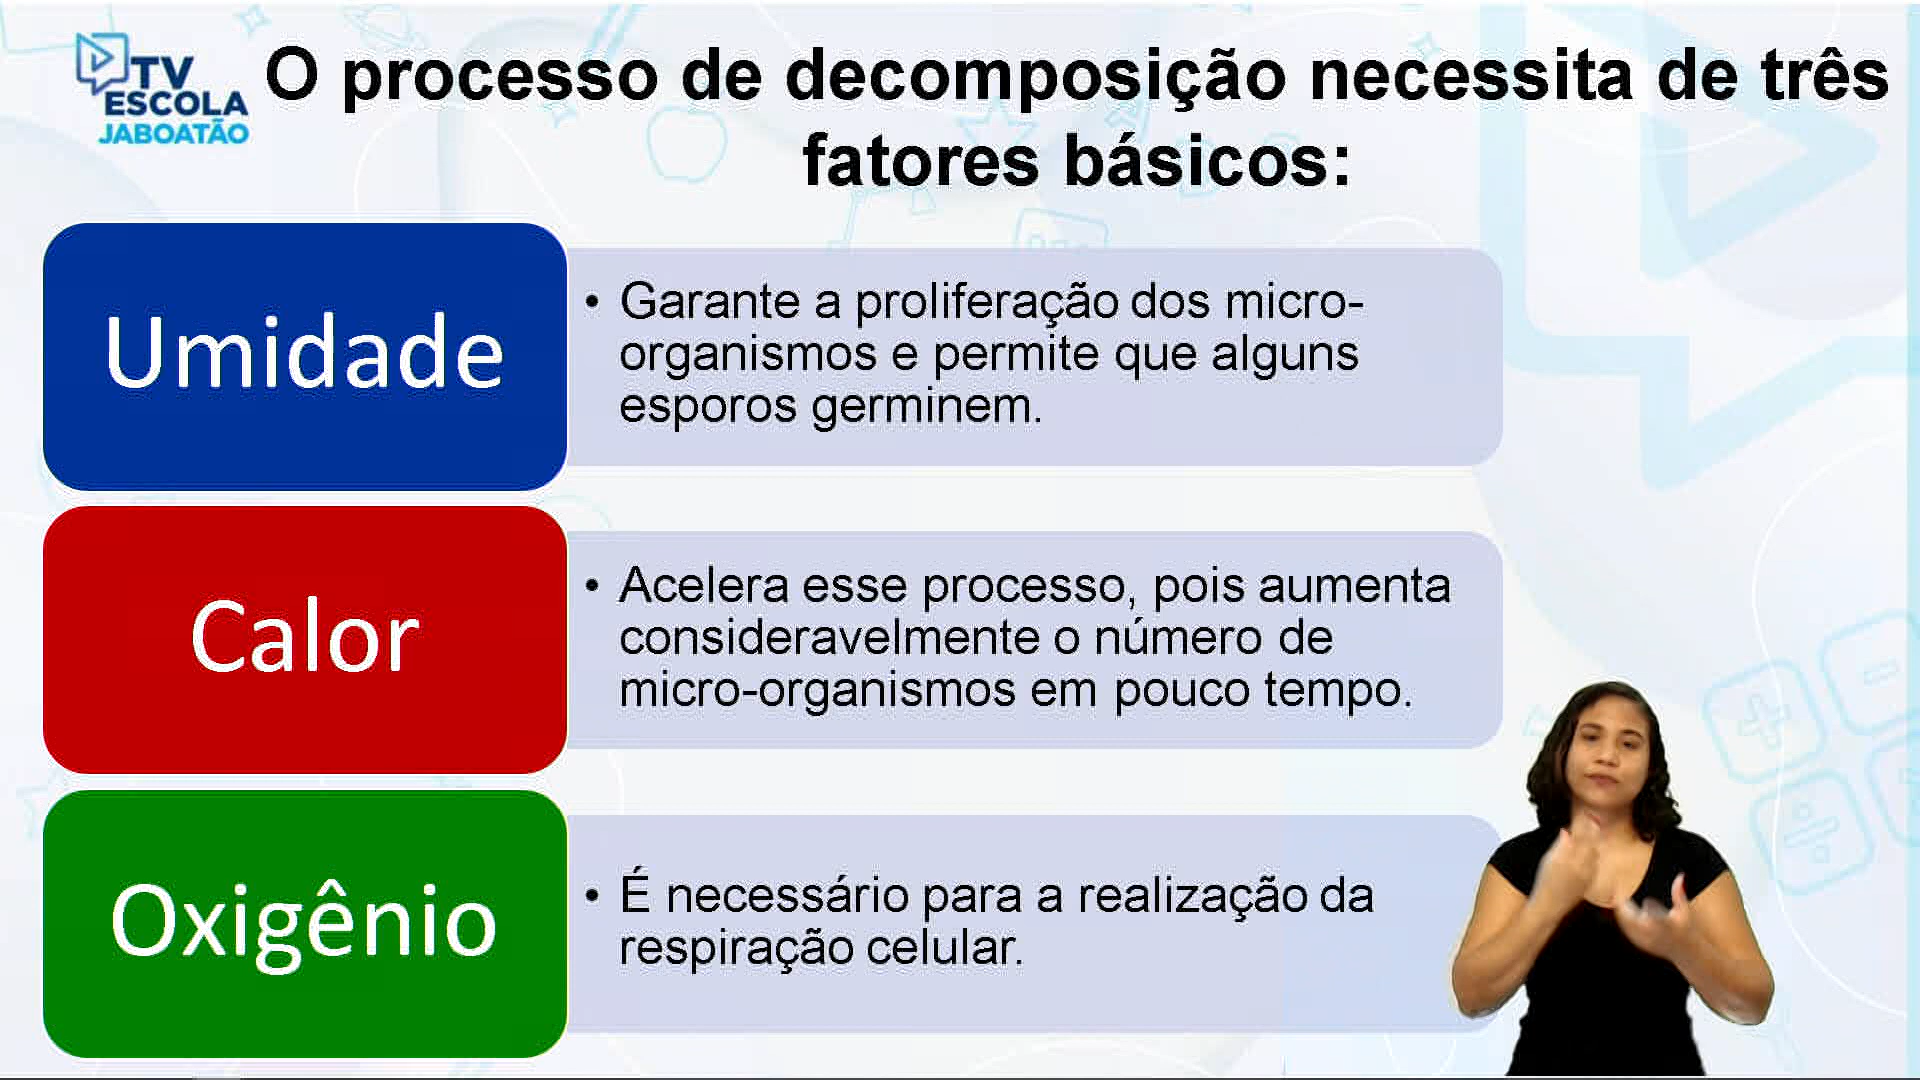 TV
ESCOLA
JABOATÃO
O processo de decomposição necessita de três
fatores básicos:
Umidade
• Garante a proliferação dos micro-
organismos e permite que alguns
esporos germinem.
Calor
• Acelera esse processo, pois aumenta
consideravelmente o número de
micro-organismos em pouco tempo.
Oxigênio
• É necessário para a realização da
respiração celular.